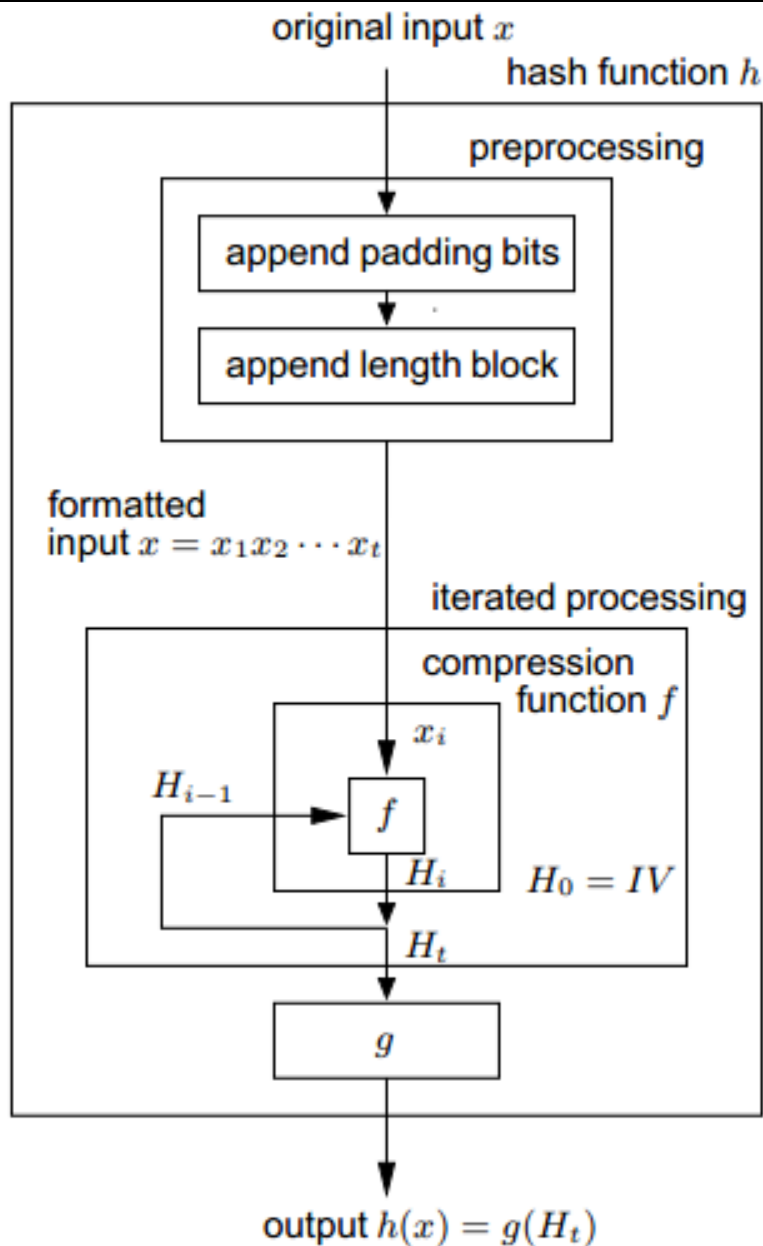 original input x
hash function h
preprocessing
append padding bits
append length block
formatted
input x = x₁x₂ ··· xₜ
iterated processing
compression
function f
xᵢ
Hᵢ₋₁
f
Hᵢ
H₀ = IV
Hₜ
g
output h(x) = g(Hₜ)